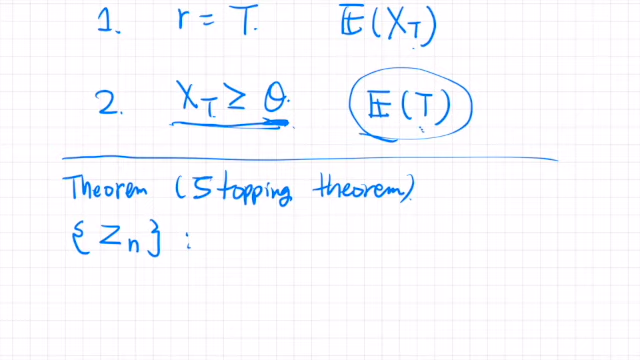 1. r = T. 𝔼(X_T)
2. X_T ≥ θ. 𝔼(T)
Theorem (Stopping theorem)
{Z_n} :